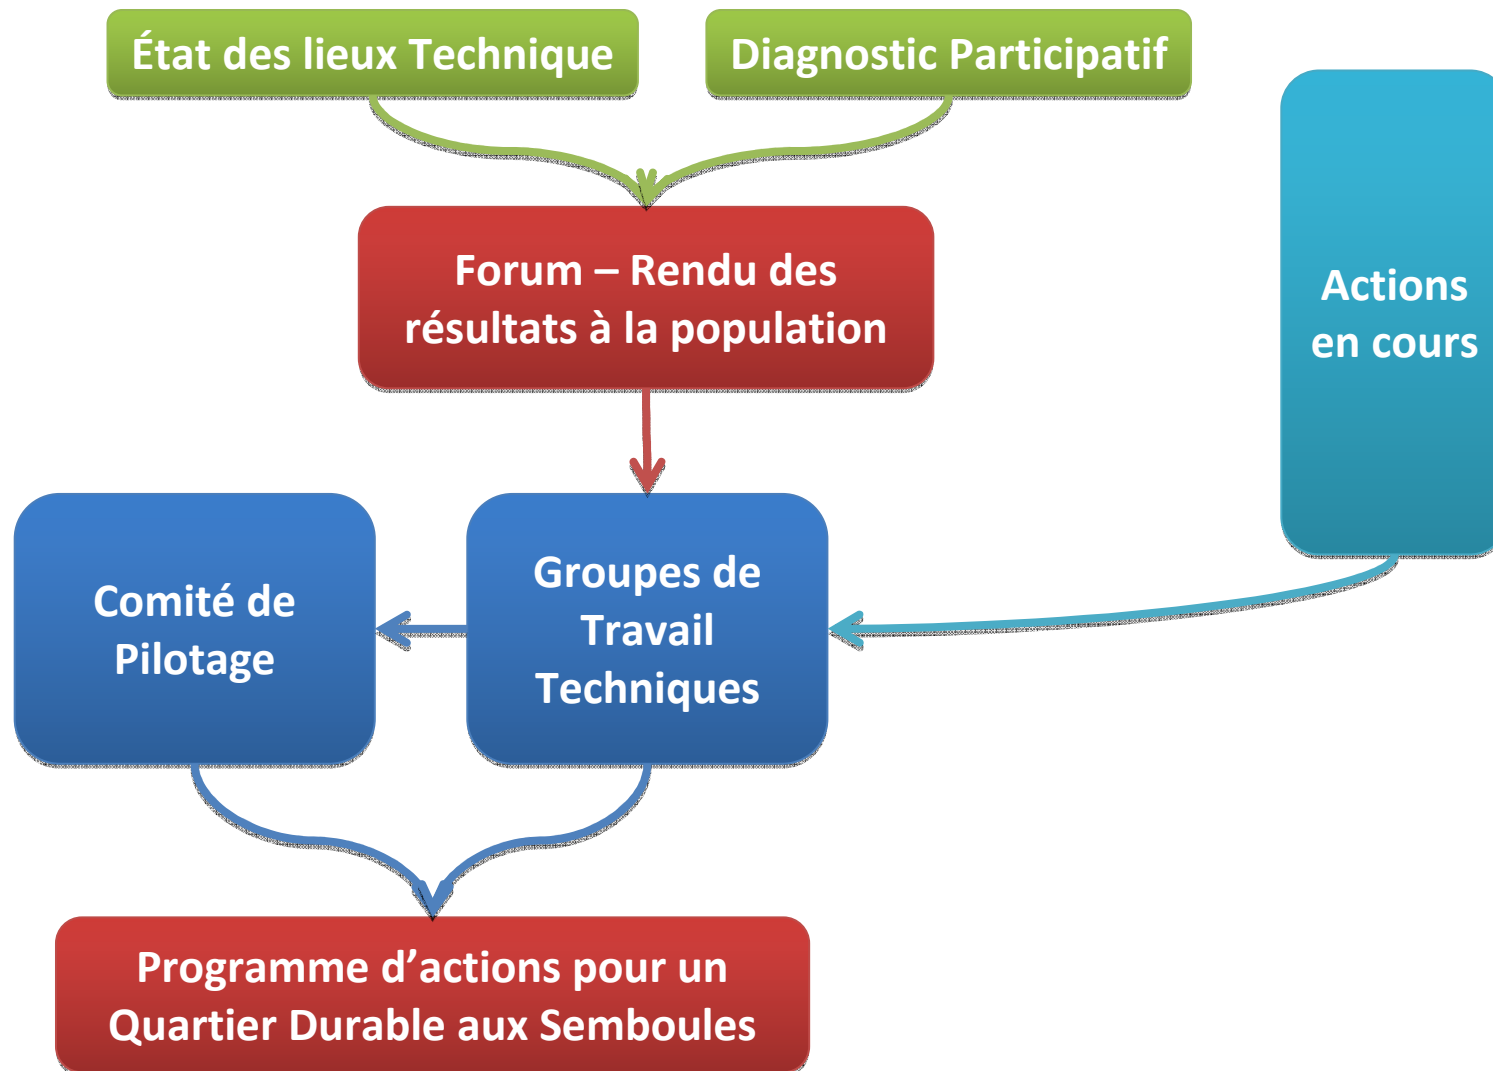 État des lieux Technique
Diagnostic Participatif
Forum – Rendu des
résultats à la population
Actions
en cours
Comité de
Pilotage
Groupes de
Travail
Techniques
Programme d’actions pour un
Quartier Durable aux Semboules